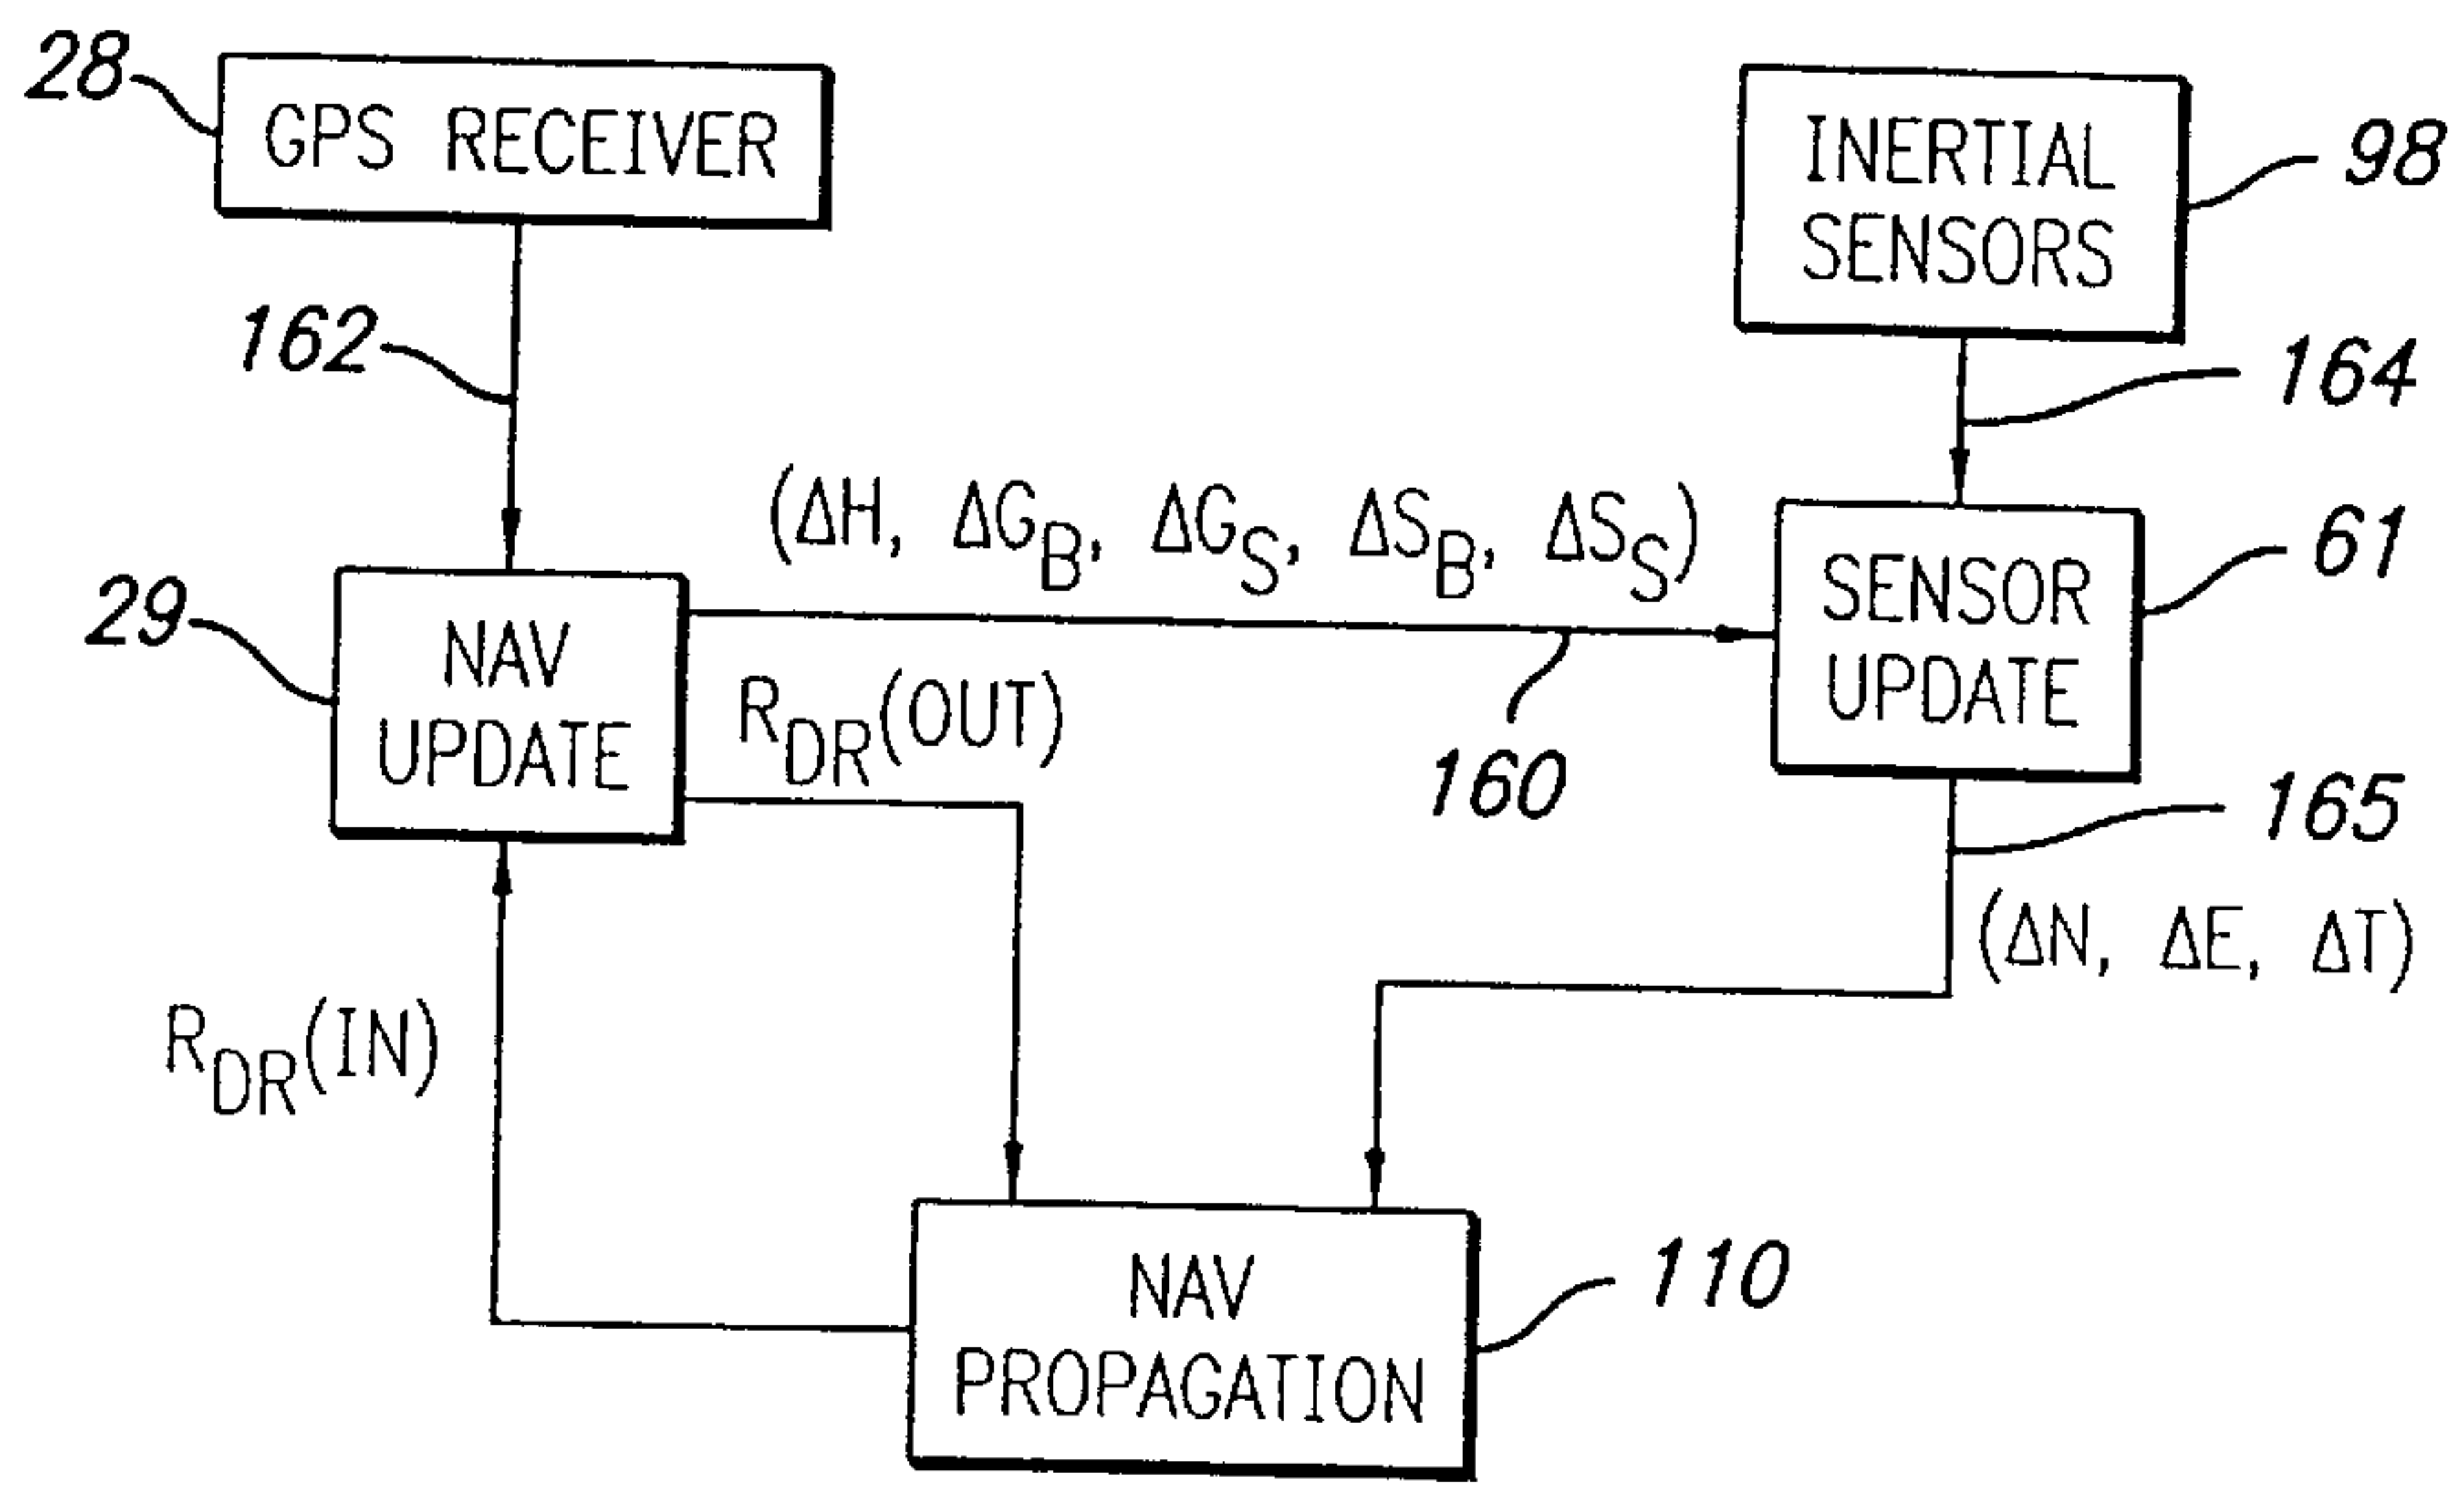 28
GPS RECEIVER
INERTIAL
SENSORS
98
162
164
(ΔH, ΔG_B, ΔG_S, ΔS_B, ΔS_S)
29
NAV
UPDATE
SENSOR
UPDATE
61
R_DR(OUT)
160
165
(ΔN, ΔE, ΔT)
R_DR(IN)
NAV
PROPAGATION
110